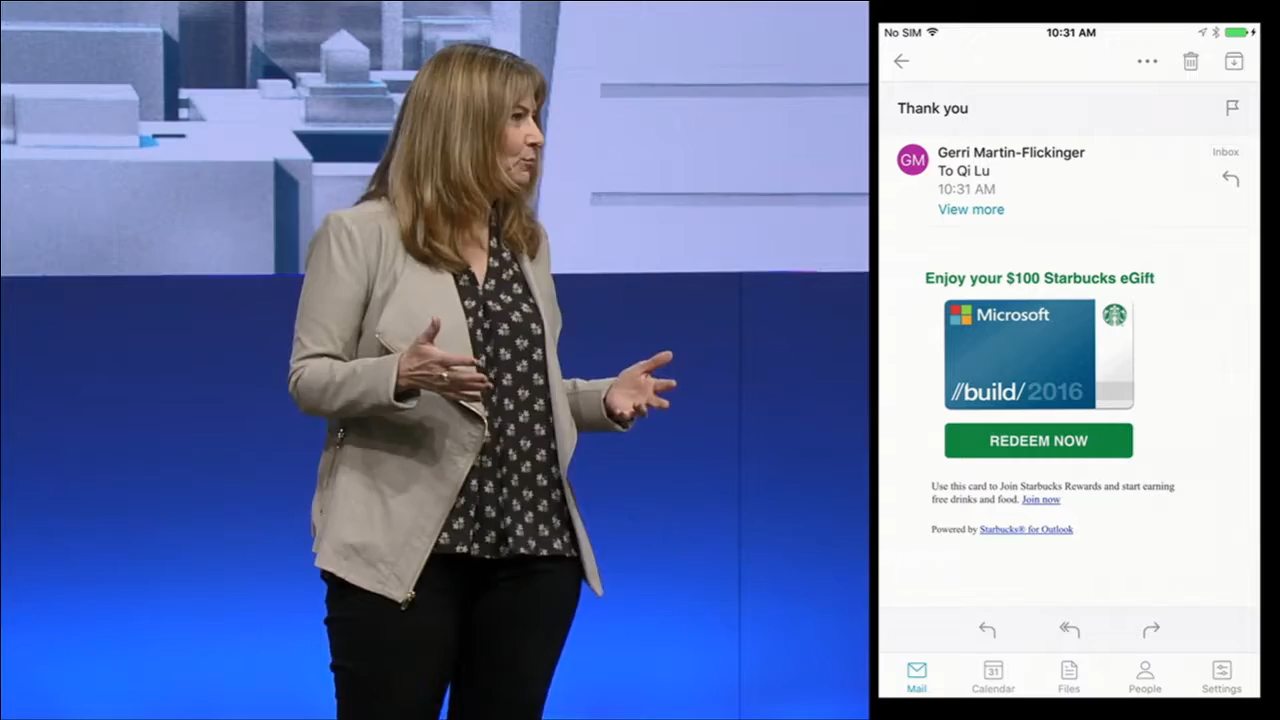 No SIM 10:31 AM
Thank you
GM Gerri Martin-Flickinger Inbox
To Qi Lu
10:31 AM
View more
Enjoy your $100 Starbucks eGift
Microsoft
//build/ 2016
REDEEM NOW
Use this card to Join Starbucks Rewards and start earning
free drinks and food. Join now
Powered by Starbucks® for Outlook
31
Mail Calendar Files People Settings